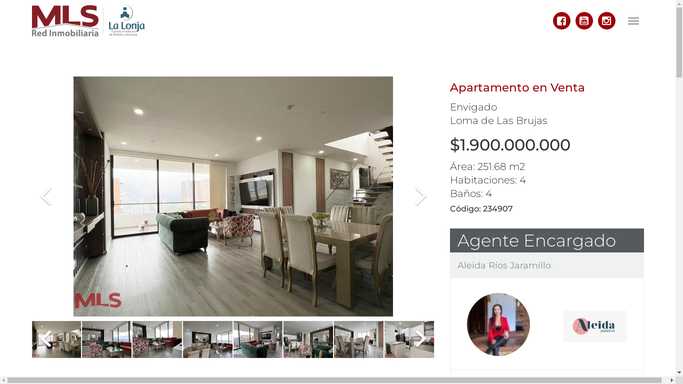 MLS
Red Inmobiliaria
La Lonja
Apartamento en Venta
Envigado
Loma de Las Brujas
$1.900.000.000
Área: 251.68 m2
Habitaciones: 4
Baños: 4
Código: 234907
MLS
Agente Encargado
Aleida Ríos Jaramillo
Aleida